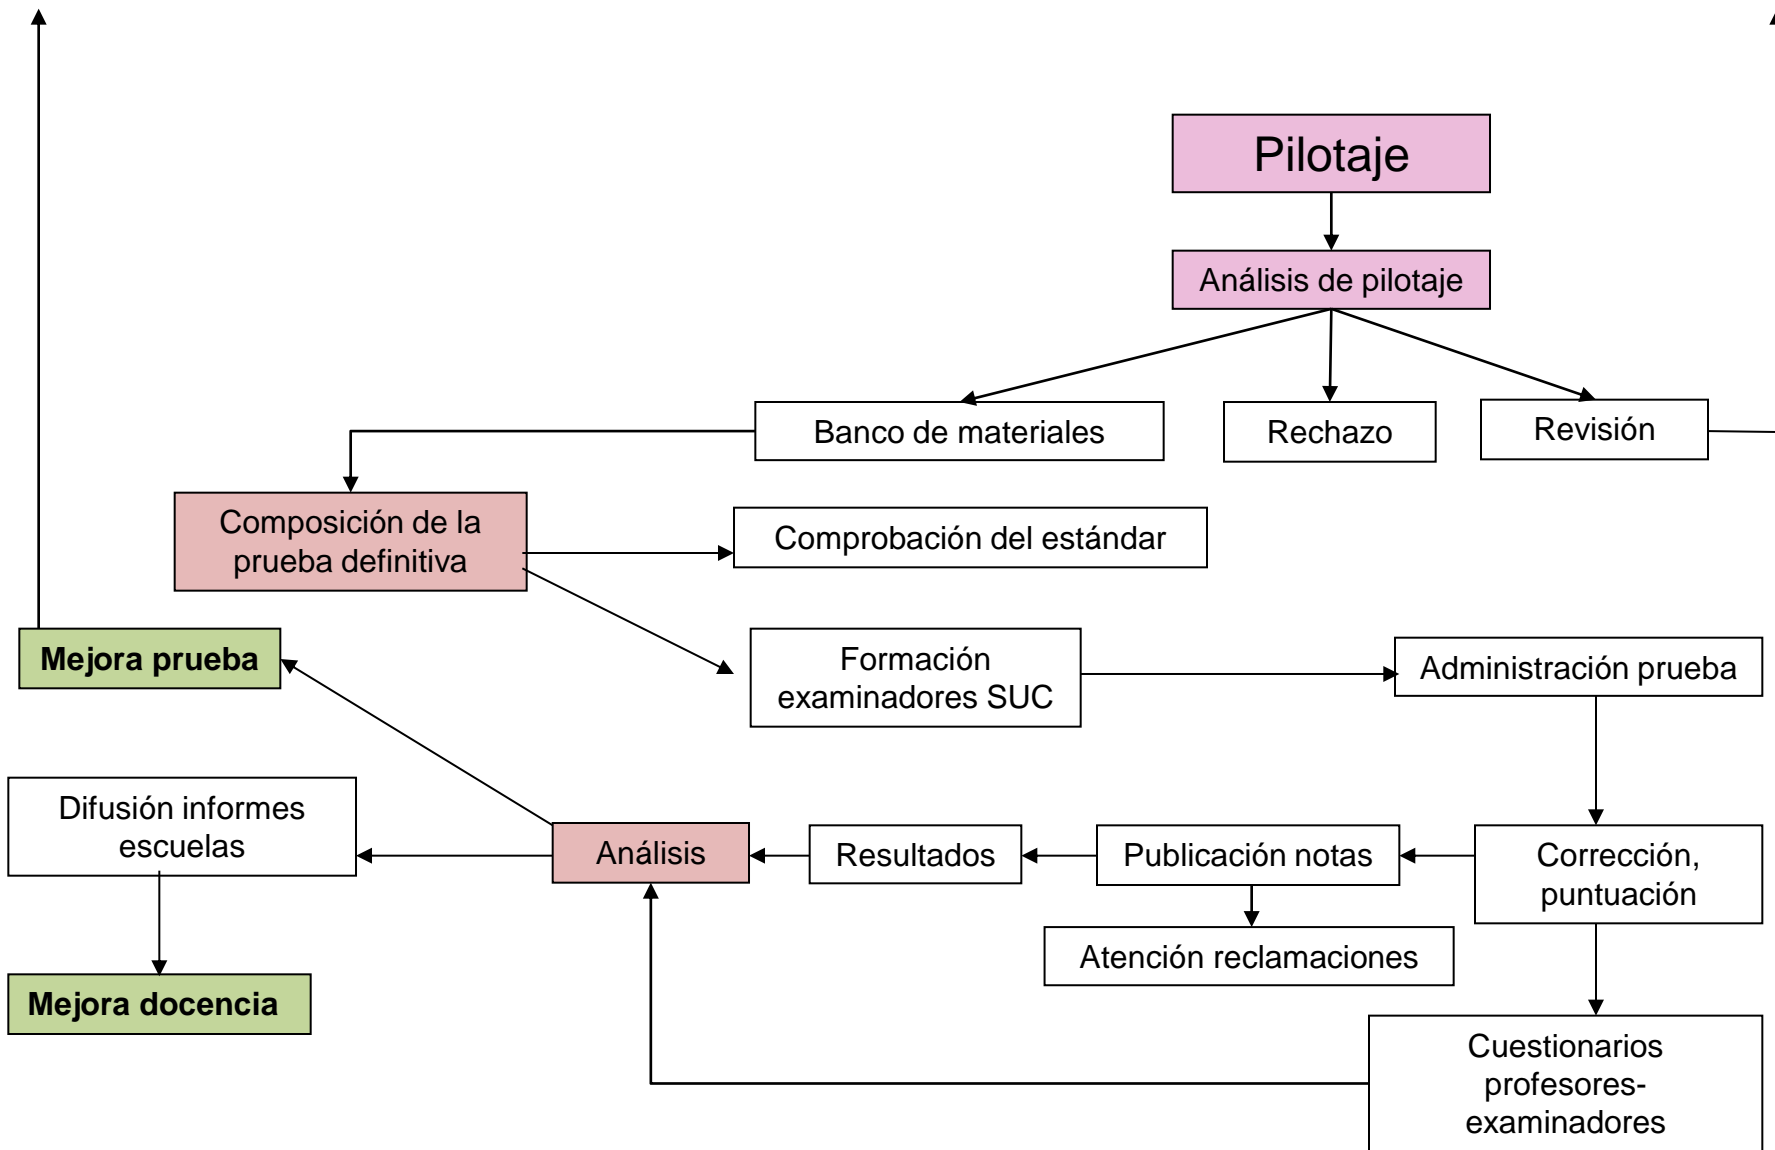 Pilotaje
Análisis de pilotaje
Banco de materiales
Rechazo
Revisión
Composición de la
prueba definitiva
Comprobación del estándar
Mejora prueba
Formación
examinadores SUC
Administración prueba
Difusión informes
escuelas
Análisis
Resultados
Publicación notas
Corrección,
puntuación
Atención reclamaciones
Mejora docencia
Cuestionarios
profesores-
examinadores